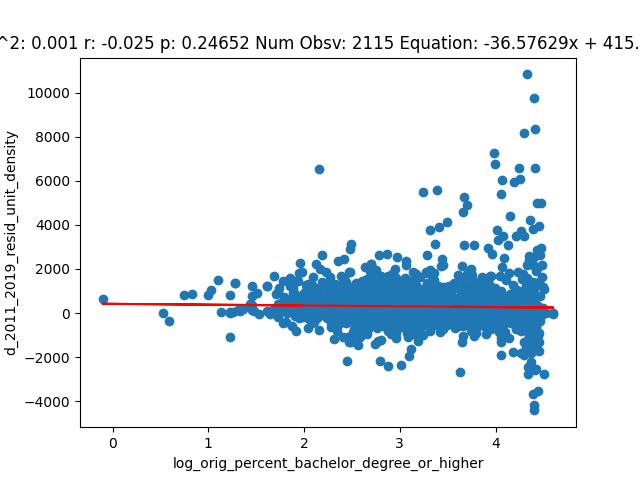 ^2: 0.001 r: -0.025 p: 0.24652 Num Obsv: 2115 Equation: -36.57629x + 415.
10000
8000
6000
4000
2000
0
−2000
−4000
d_2011_2019_resid_unit_density
0 1 2 3 4
log_orig_percent_bachelor_degree_or_higher